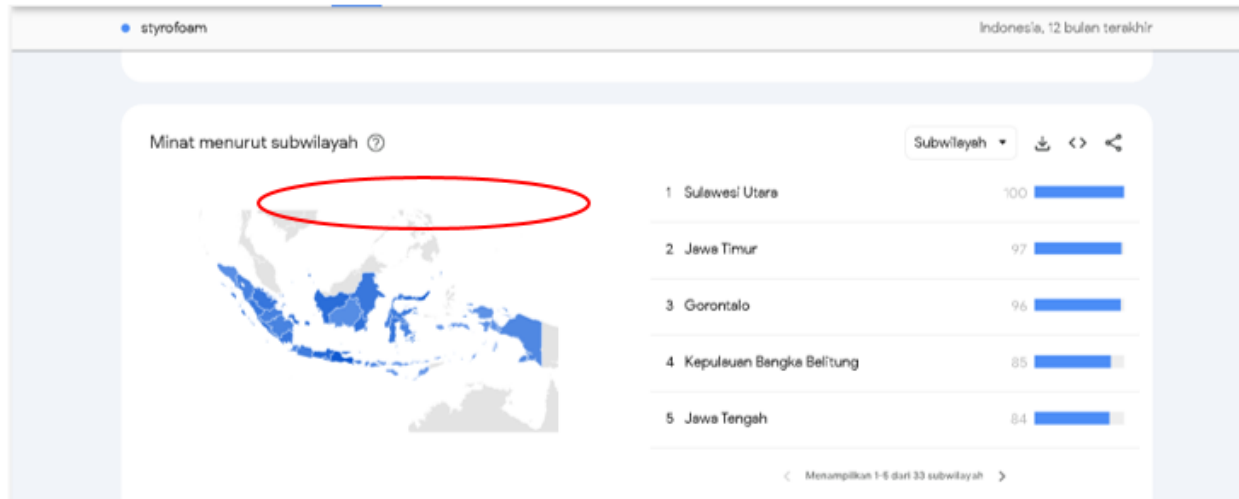 styrofoam
Indonesia, 12 bulan terakhir
Minat menurut subwilayah
Subwilayah
1 Sulawesi Utara 100
2 Jawa Timur 97
3 Gorontalo 96
4 Kepulauan Bangka Belitung 85
5 Jawa Tengah 84
Menampilkan 1-5 dari 33 subwilayah